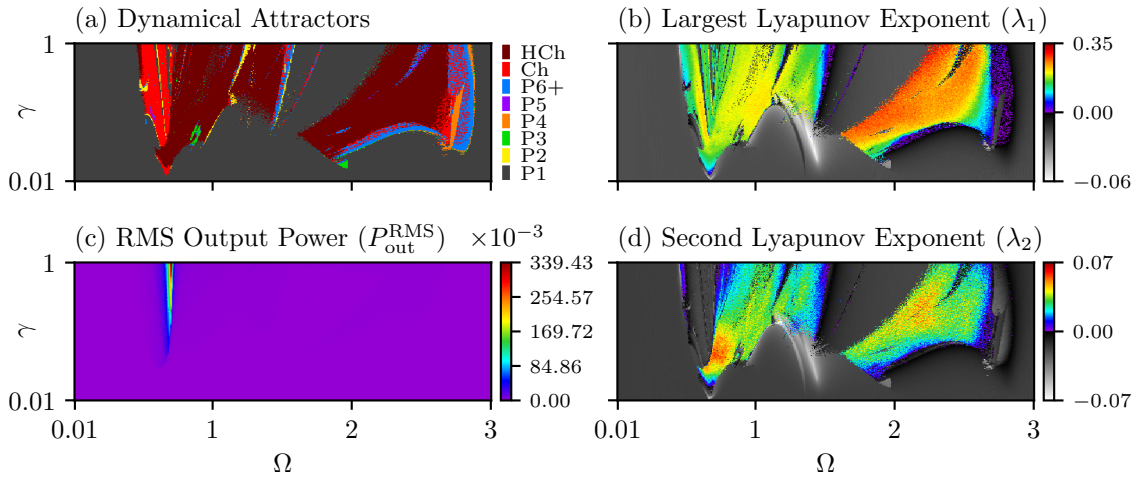 (a) Dynamical Attractors
1
γ
0.01
HCh
Ch
P6+
P5
P4
P3
P2
P1
1
2
3
(b) Largest Lyapunov Exponent (λ₁)
0.35
0.00
−0.06
(c) RMS Output Power (P_out^RMS) ×10⁻³
1
γ
0.01
339.43
254.57
169.72
84.86
0.00
0.01
1
2
3
Ω
(d) Second Lyapunov Exponent (λ₂)
0.07
0.00
−0.07
0.01
1
2
3
Ω